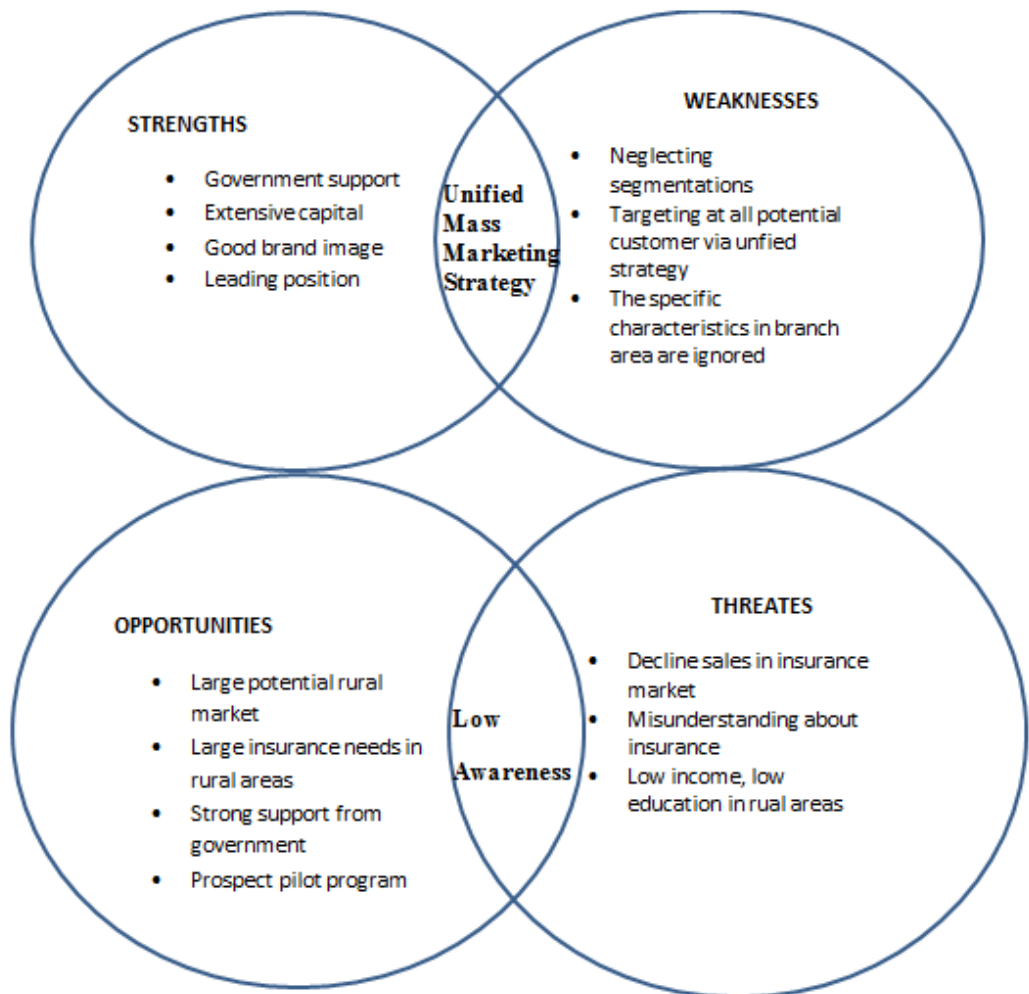 STRENGTHS
• Government support
• Extensive capital
• Good brand image
• Leading position
Unified
Mass
Marketing
Strategy
WEAKNESSES
• Neglecting
segmentations
• Targeting at all potential
customer via unfied
strategy
• The specific
characteristics in branch
area are ignored
OPPORTUNITIES
• Large potential rural
market
• Large insurance needs in
rural areas
• Strong support from
government
• Prospect pilot program
Low
Awareness
THREATES
• Decline sales in insurance
market
• Misunderstanding about
insurance
• Low income, low
education in rual areas